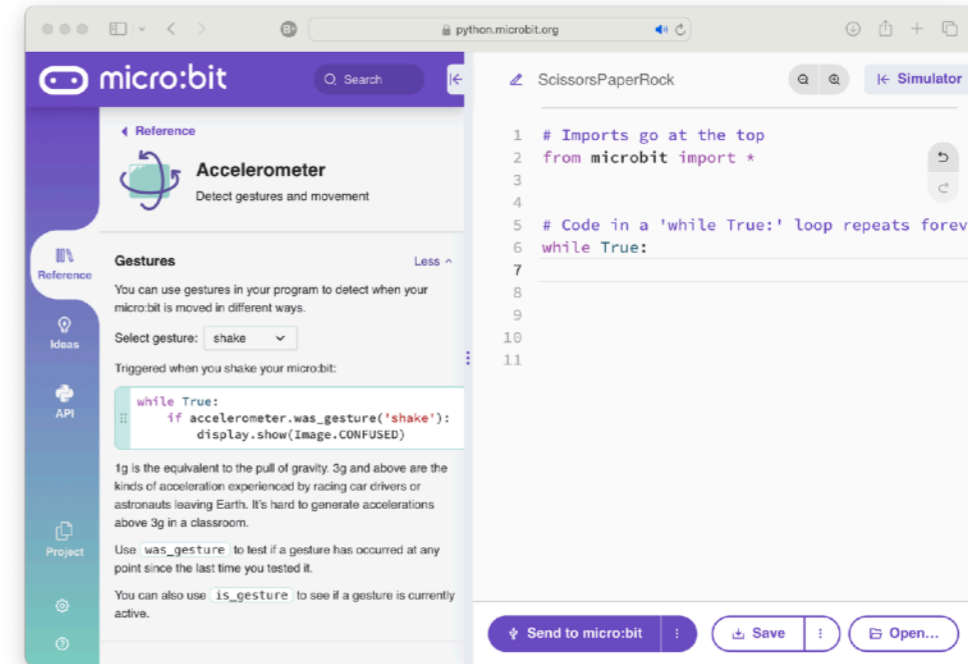 python.microbit.org
micro:bit
Search
Reference
Accelerometer
Detect gestures and movement
Reference
Ideas
API
Project
Gestures
Less
You can use gestures in your program to detect when your
micro:bit is moved in different ways.
Select gesture: shake
Triggered when you shake your micro:bit:
while True:
if accelerometer.was_gesture('shake'):
display.show(Image.CONFUSED)
1g is the equivalent to the pull of gravity. 3g and above are the
kinds of acceleration experienced by racing car drivers or
astronauts leaving Earth. It's hard to generate accelerations
above 3g in a classroom.
Use was_gesture to test if a gesture has occurred at any
point since the last time you tested it.
You can also use is_gesture to see if a gesture is currently
active.
ScissorsPaperRock
Simulator
1 # Imports go at the top
2 from microbit import *
3
4
5 # Code in a 'while True:' loop repeats forev
6 while True:
7
8
9
10
11
Send to micro:bit
Save
Open...